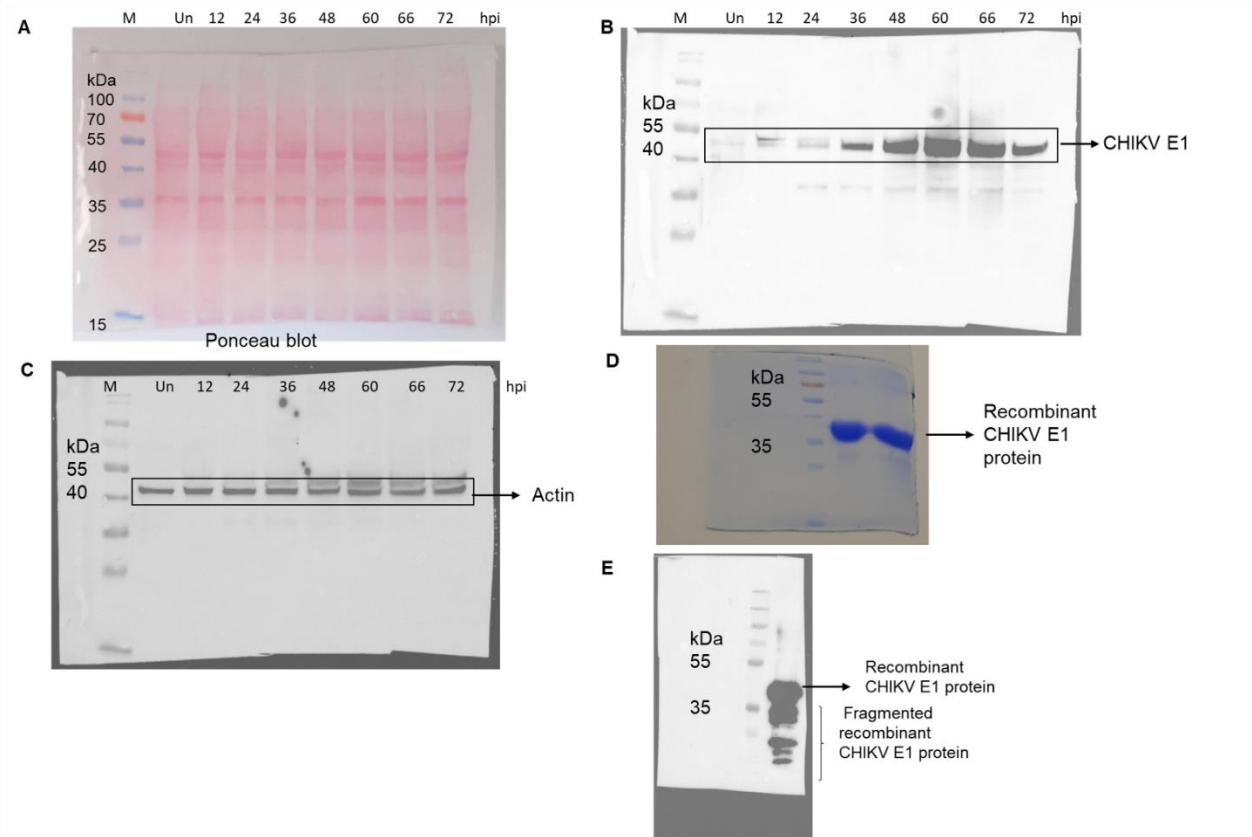 A
M Un 12 24 36 48 60 66 72 hpi
kDa
100
70
55
40
35
25
15
Ponceau blot
B
M Un 12 24 36 48 60 66 72 hpi
kDa
55
40
CHIKV E1
C
M Un 12 24 36 48 60 66 72 hpi
kDa
55
40
Actin
D
kDa
55
35
Recombinant
CHIKV E1
protein
E
kDa
55
35
Recombinant
CHIKV E1 protein
Fragmented
recombinant
CHIKV E1 protein